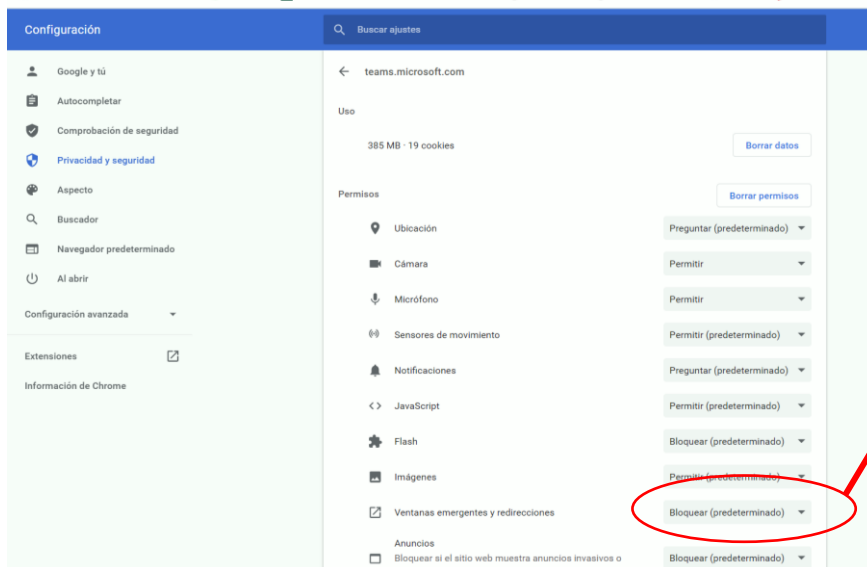 Configuración
Buscar ajustes
Google y tú
Autocompletar
Comprobación de seguridad
Privacidad y seguridad
Aspecto
Buscador
Navegador predeterminado
Al abrir
Configuración avanzada
Extensiones
Información de Chrome
teams.microsoft.com
Uso
385 MB · 19 cookies
Borrar datos
Permisos
Borrar permisos
Ubicación
Preguntar (predeterminado)
Cámara
Permitir
Micrófono
Permitir
Sensores de movimiento
Permitir (predeterminado)
Notificaciones
Preguntar (predeterminado)
JavaScript
Permitir (predeterminado)
Flash
Bloquear (predeterminado)
Imágenes
Permitir (predeterminado)
Ventanas emergentes y redirecciones
Bloquear (predeterminado)
Anuncios
Bloquear si el sitio web muestra anuncios invasivos o
Bloquear (predeterminado)